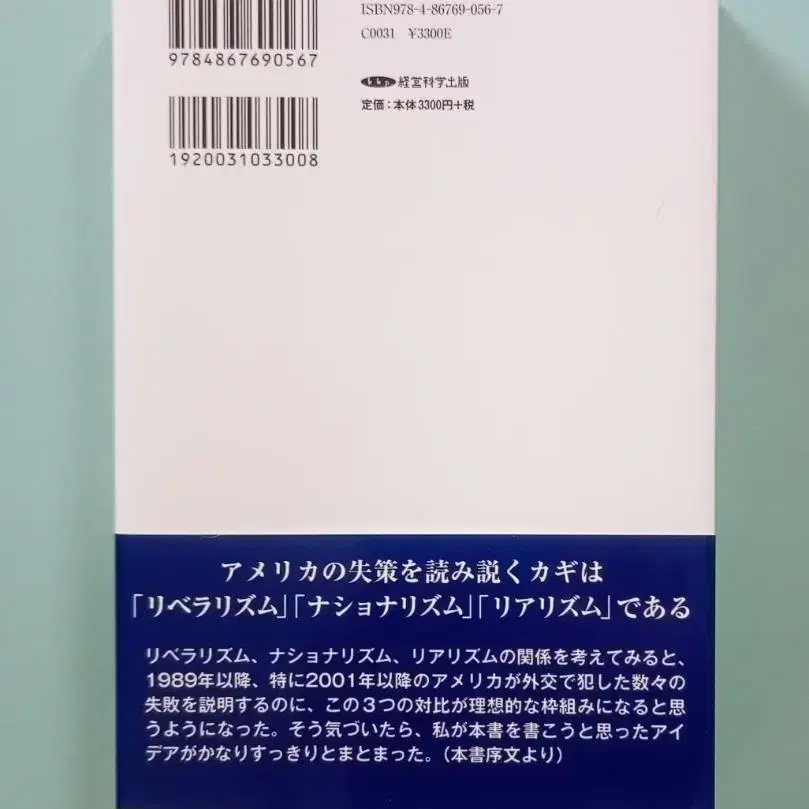 ISBN978-4-86769-056-7
C0031 ¥3300E
9784867690567
経営科学出版
定価：本体3300円+税
1920031033008
アメリカの失策を読み説くカギは
「リベラリズム」「ナショナリズム」「リアリズム」である
リベラリズム、ナショナリズム、リアリズムの関係を考えてみると、
1989年以降、特に2001年以降のアメリカが外交で犯した数々の
失敗を説明するのに、この3つの対比が理想的な枠組みになると思
うようになった。そう気づいたら、私が本書を書こうと思ったアイ
デアがかなりすっきりとまとまった。（本書序文より）